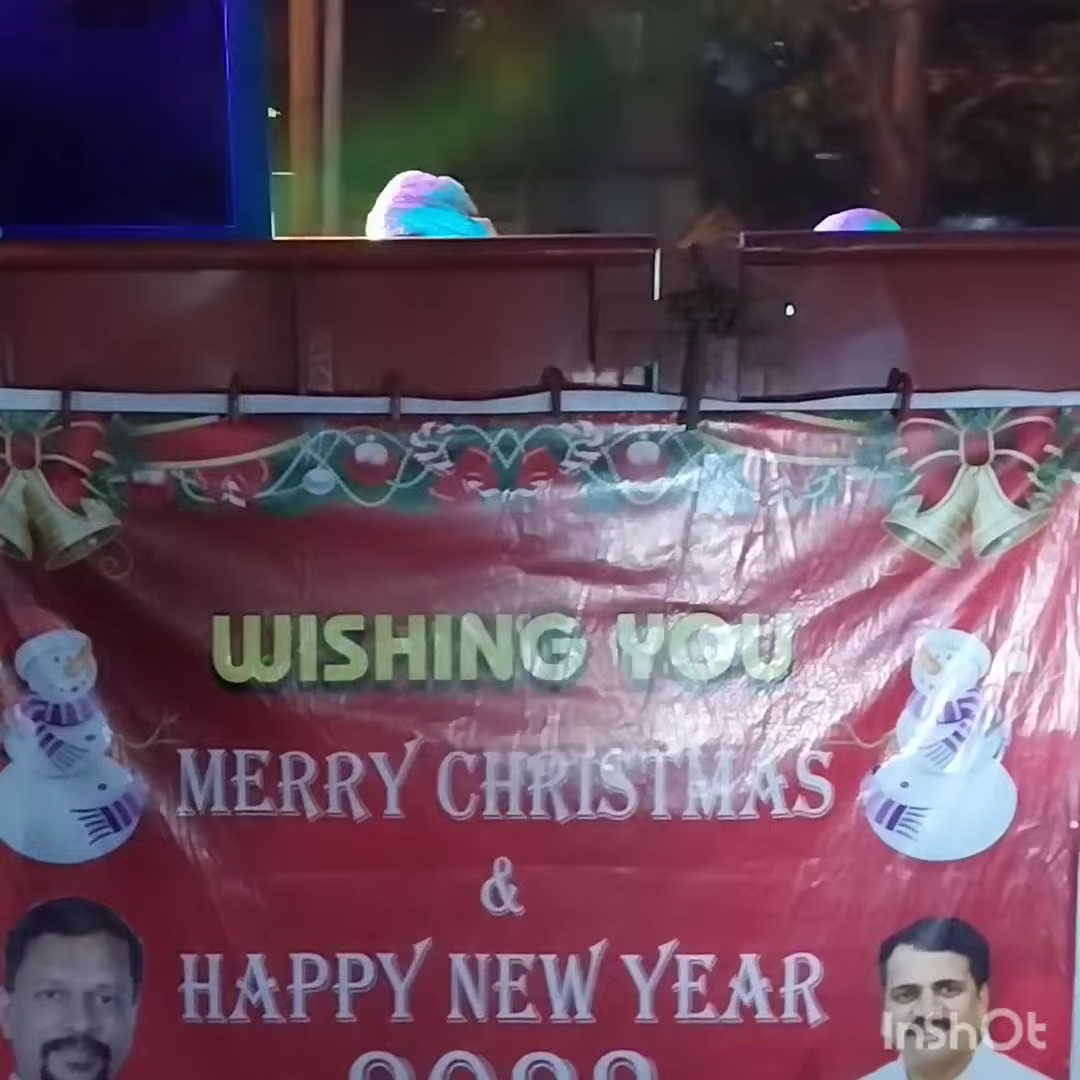 WISHING YOU
MERRY CHRISTMAS
&
HAPPY NEW YEAR
InShOt